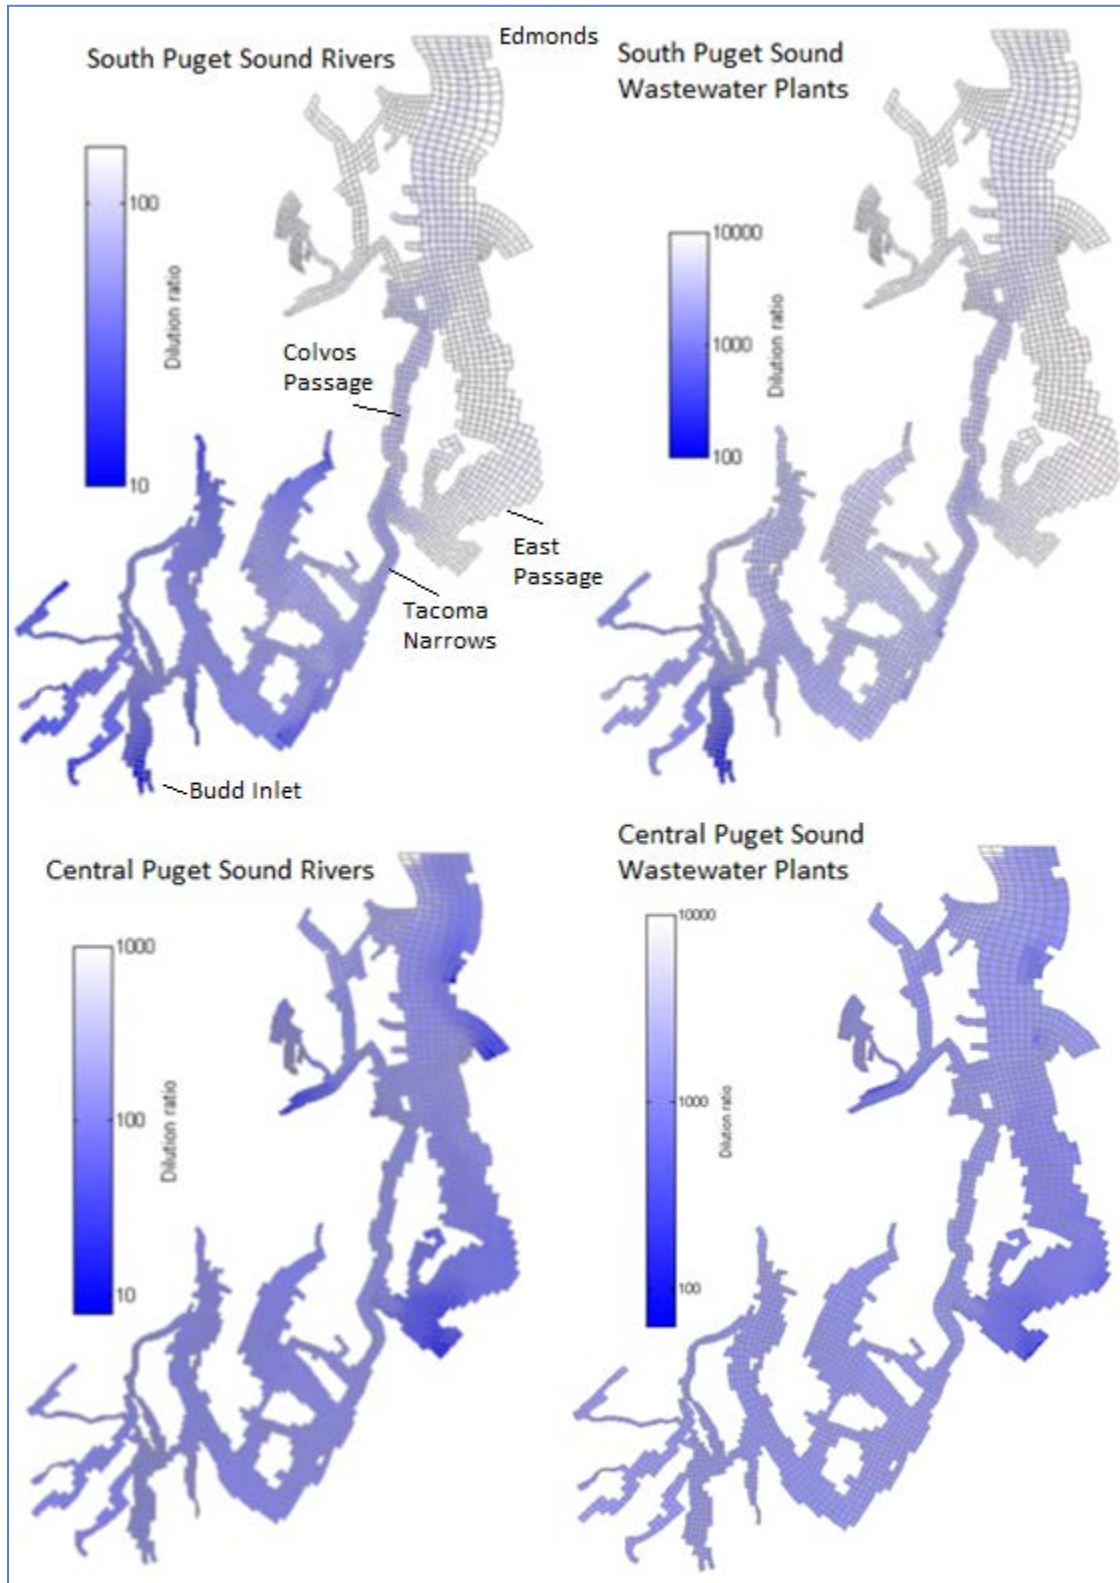 Edmonds
South Puget Sound Rivers
100
Dilution ratio
10
Colvos
Passage
East
Passage
Tacoma
Narrows
Budd Inlet
South Puget Sound
Wastewater Plants
10000
1000
Dilution ratio
100
Central Puget Sound Rivers
1000
100
Dilution ratio
10
Central Puget Sound
Wastewater Plants
10000
1000
Dilution ratio
100